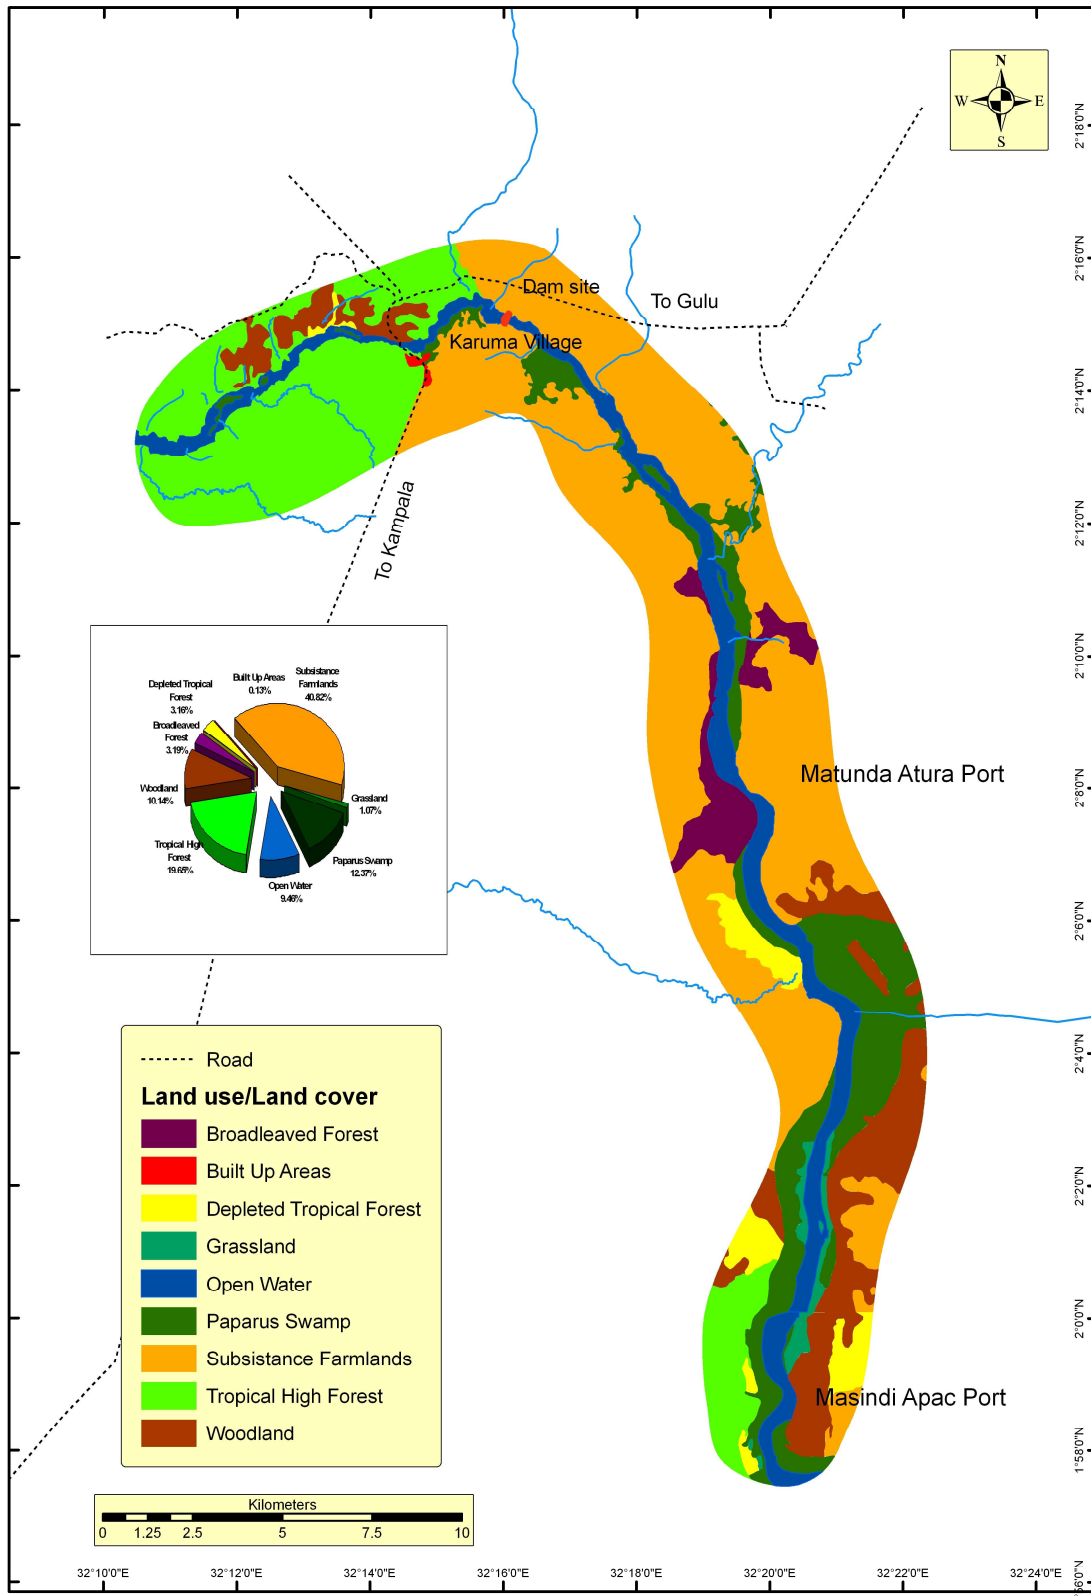 N
W E
S
2°18'0"N
2°16'0"N
2°14'0"N
2°12'0"N
2°10'0"N
2°8'0"N
2°6'0"N
2°4'0"N
2°2'0"N
2°0'0"N
1°58'0"N
Dam site
To Gulu
Karuma Village
To Kampala
Matunda Atura Port
Masindi Apac Port
Built Up Areas
0.13%
Subsistance
Farmlands
40.82%
Depleted Tropical
Forest
3.16%
Broadleaved
Forest
3.19%
Woodland
10.14%
Tropical High
Forest
19.65%
Open Water
9.46%
Paparus Swamp
12.37%
Grassland
1.07%
Road
Land use/Land cover
Broadleaved Forest
Built Up Areas
Depleted Tropical Forest
Grassland
Open Water
Paparus Swamp
Subsistance Farmlands
Tropical High Forest
Woodland
Kilometers
0 1.25 2.5 5 7.5 10
32°10'0"E 32°12'0"E 32°14'0"E 32°16'0"E 32°18'0"E 32°20'0"E 32°22'0"E 32°24'0"E